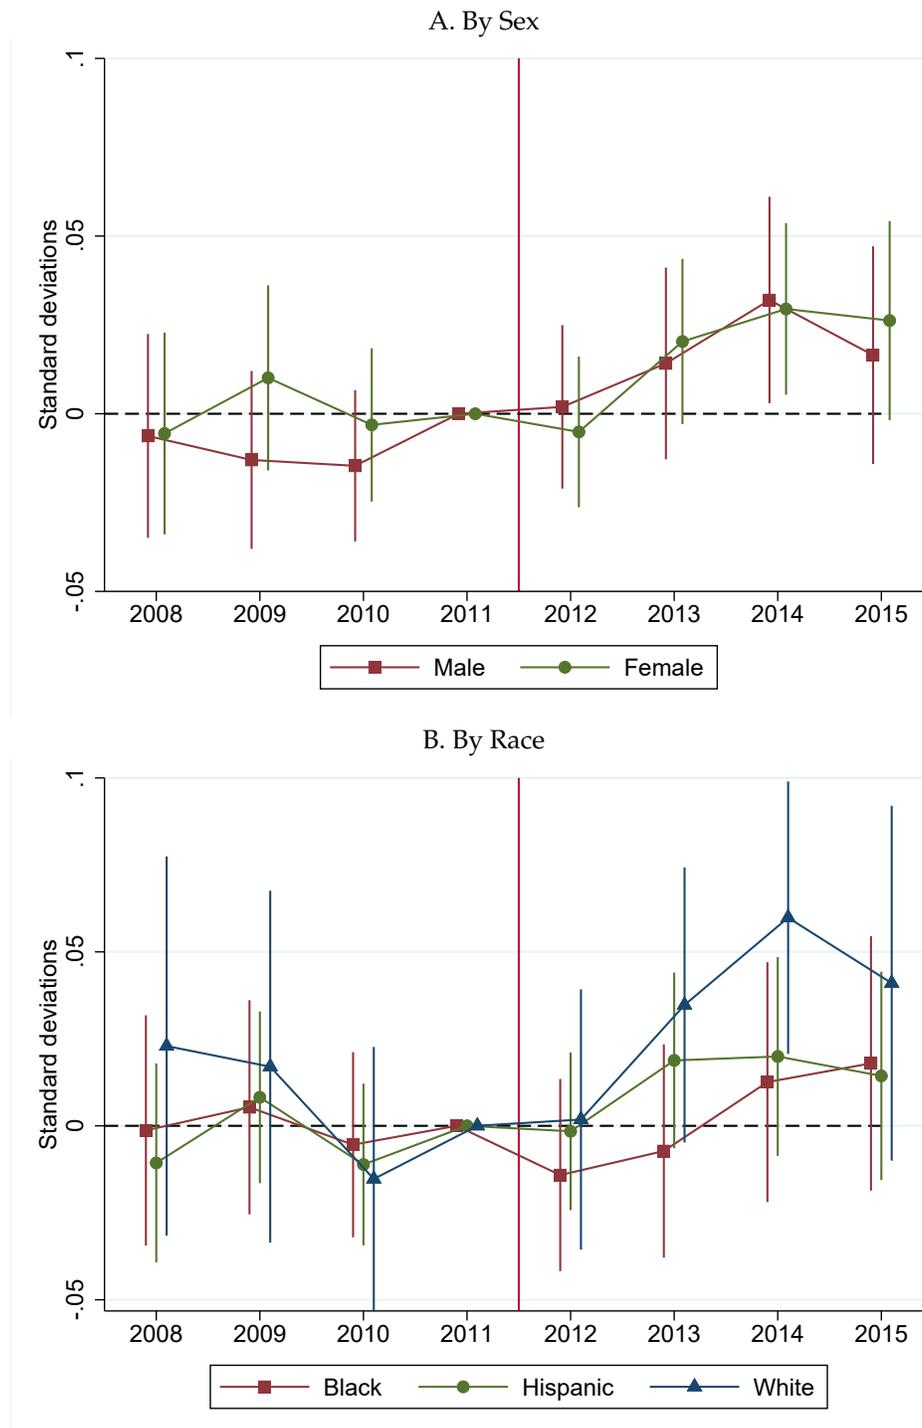 A. By Sex
Standard deviations
.1
.05
0
-.05
2008 2009 2010 2011 2012 2013 2014 2015
Male Female
B. By Race
Standard deviations
.1
.05
0
-.05
2008 2009 2010 2011 2012 2013 2014 2015
Black Hispanic White